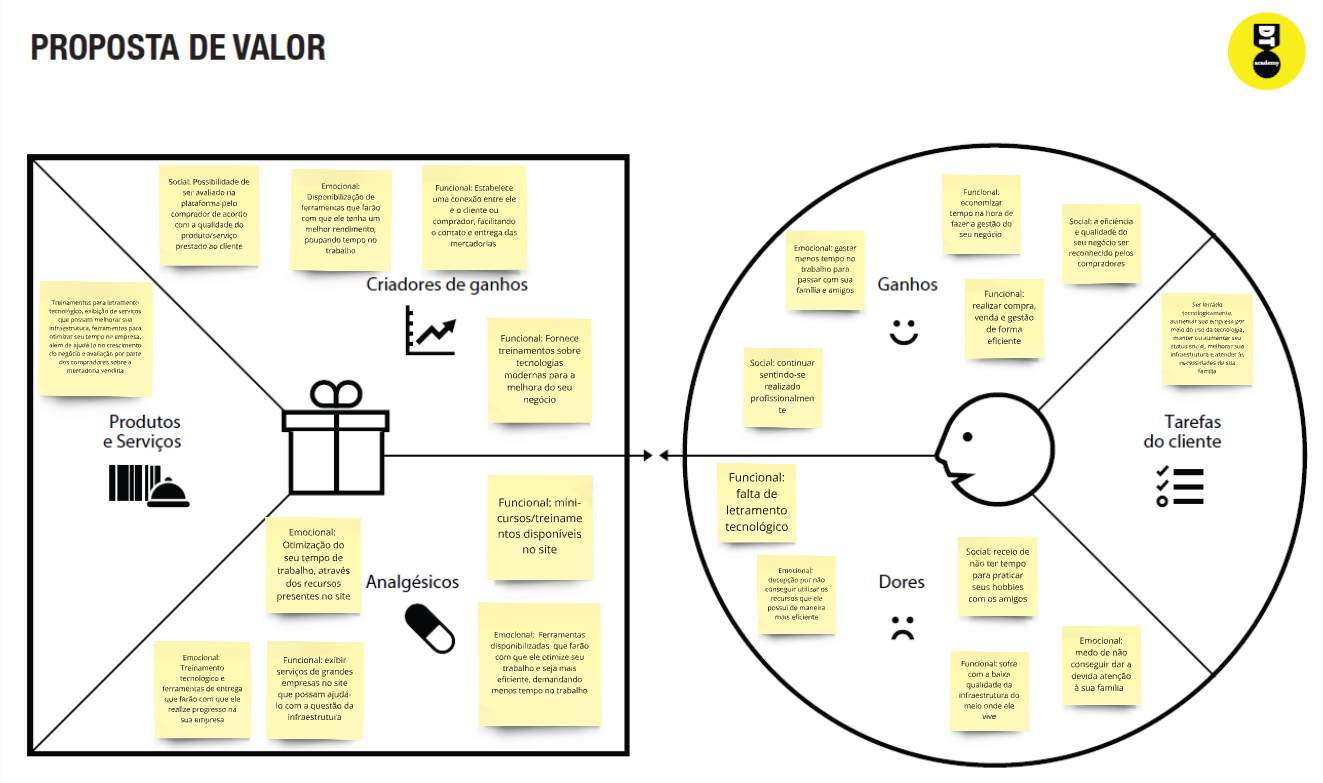 PROPOSTA DE VALOR
DT
academy
Social: Possibilidade de
ser avaliado na
plataforma pelo
comprador de acordo
com a qualidade do
produto/serviço
prestado ao cliente
Emocional:
Disponibilização de
ferramentas que farão
com que ele tenha um
melhor rendimento,
poupando tempo no
trabalho
Funcional: Estabelece
uma conexão entre ele
e o cliente ou
comprador, facilitando
o contato e entrega das
mercadorias
Criadores de ganhos
Funcional: Fornece
treinamentos sobre
tecnologias
modernas para a
melhora do seu
negócio
Treinamentos para letramento
tecnológico, exibição de serviços
que possam melhorar sua
infraestrutura, ferramentas para
otimizar seu tempo na empresa,
além de ajudá-lo no crescimento
do negócio e avaliação por parte
dos compradores sobre a
mercadoria vendida
Produtos
e Serviços
Funcional: mini-
cursos/treiname
ntos disponíveis
no site
Emocional:
Otimização do
seu tempo de
trabalho, através
dos recursos
presentes no site
Analgésicos
Emocional: Ferramentas
disponibilizadas que farão
com que ele otimize seu
trabalho e seja mais
eficiente, demandando
menos tempo no trabalho
Emocional:
Treinamento
tecnológico e
ferramentas de entrega
que farão com que ele
realize progresso na
sua empresa
Funcional: exibir
serviços de grandes
empresas no site
que possam ajudá-
lo com a questão da
infraestrutura
Funcional:
economizar
tempo na hora de
fazer a gestão do
seu negócio
Social: a eficiência
e qualidade do
seu negócio ser
reconhecido pelos
compradores
Emocional: gastar
menos tempo no
trabalho para
passar com sua
família e amigos
Ganhos
Funcional:
realizar compra,
venda e gestão
de forma
eficiente
Social: continuar
sentindo-se
realizado
profissionalmen
te
Ser letrado
tecnologicamente,
aumentar sua empresa por
meio do uso da tecnologia,
manter ou aumentar seu
status social, melhorar sua
infraestrutura e atender às
necessidades de sua
família
Tarefas
do cliente
Funcional:
falta de
letramento
tecnológico
Emocional:
decepção por não
conseguir utilizar os
recursos que ele
possui de maneira
mais eficiente
Dores
Social: receio de
não ter tempo
para praticar
seus hobbies
com os amigos
Funcional: sofre
com a baixa
qualidade da
infraestrutura do
meio onde ele
vive
Emocional:
medo de não
conseguir dar a
devida atenção
à sua família